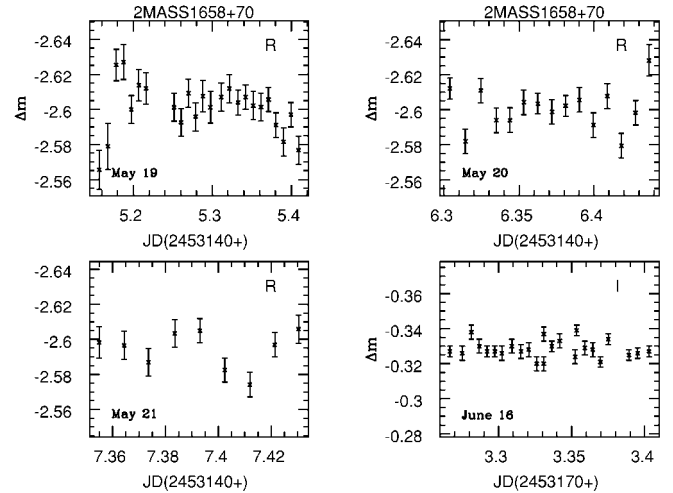 2MASS1658+70
-2.64
-2.62
-2.6
-2.58
-2.56
Δm
R
May 19
5.2
5.3
5.4
JD(2453140+)
2MASS1658+70
-2.64
-2.62
-2.6
-2.58
-2.56
Δm
R
May 20
6.3
6.35
6.4
JD(2453140+)
-2.64
-2.62
-2.6
-2.58
-2.56
Δm
R
May 21
7.36
7.38
7.4
7.42
JD(2453140+)
-0.36
-0.34
-0.32
-0.3
-0.28
Δm
I
June 16
3.3
3.35
3.4
JD(2453170+)